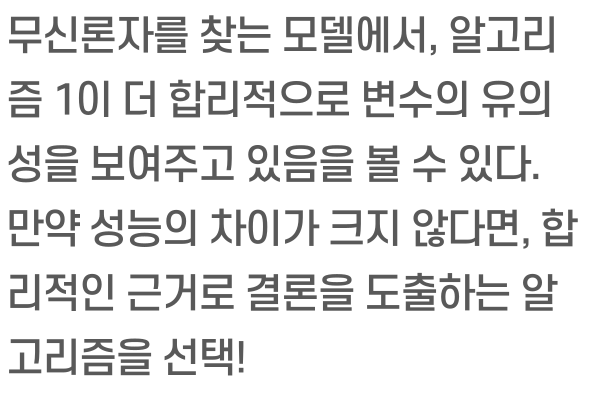 무신론자를 찾는 모델에서, 알고리
즘 1이 더 합리적으로 변수의 유의
성을 보여주고 있음을 볼 수 있다.
만약 성능의 차이가 크지 않다면, 합
리적인 근거로 결론을 도출하는 알
고리즘을 선택!